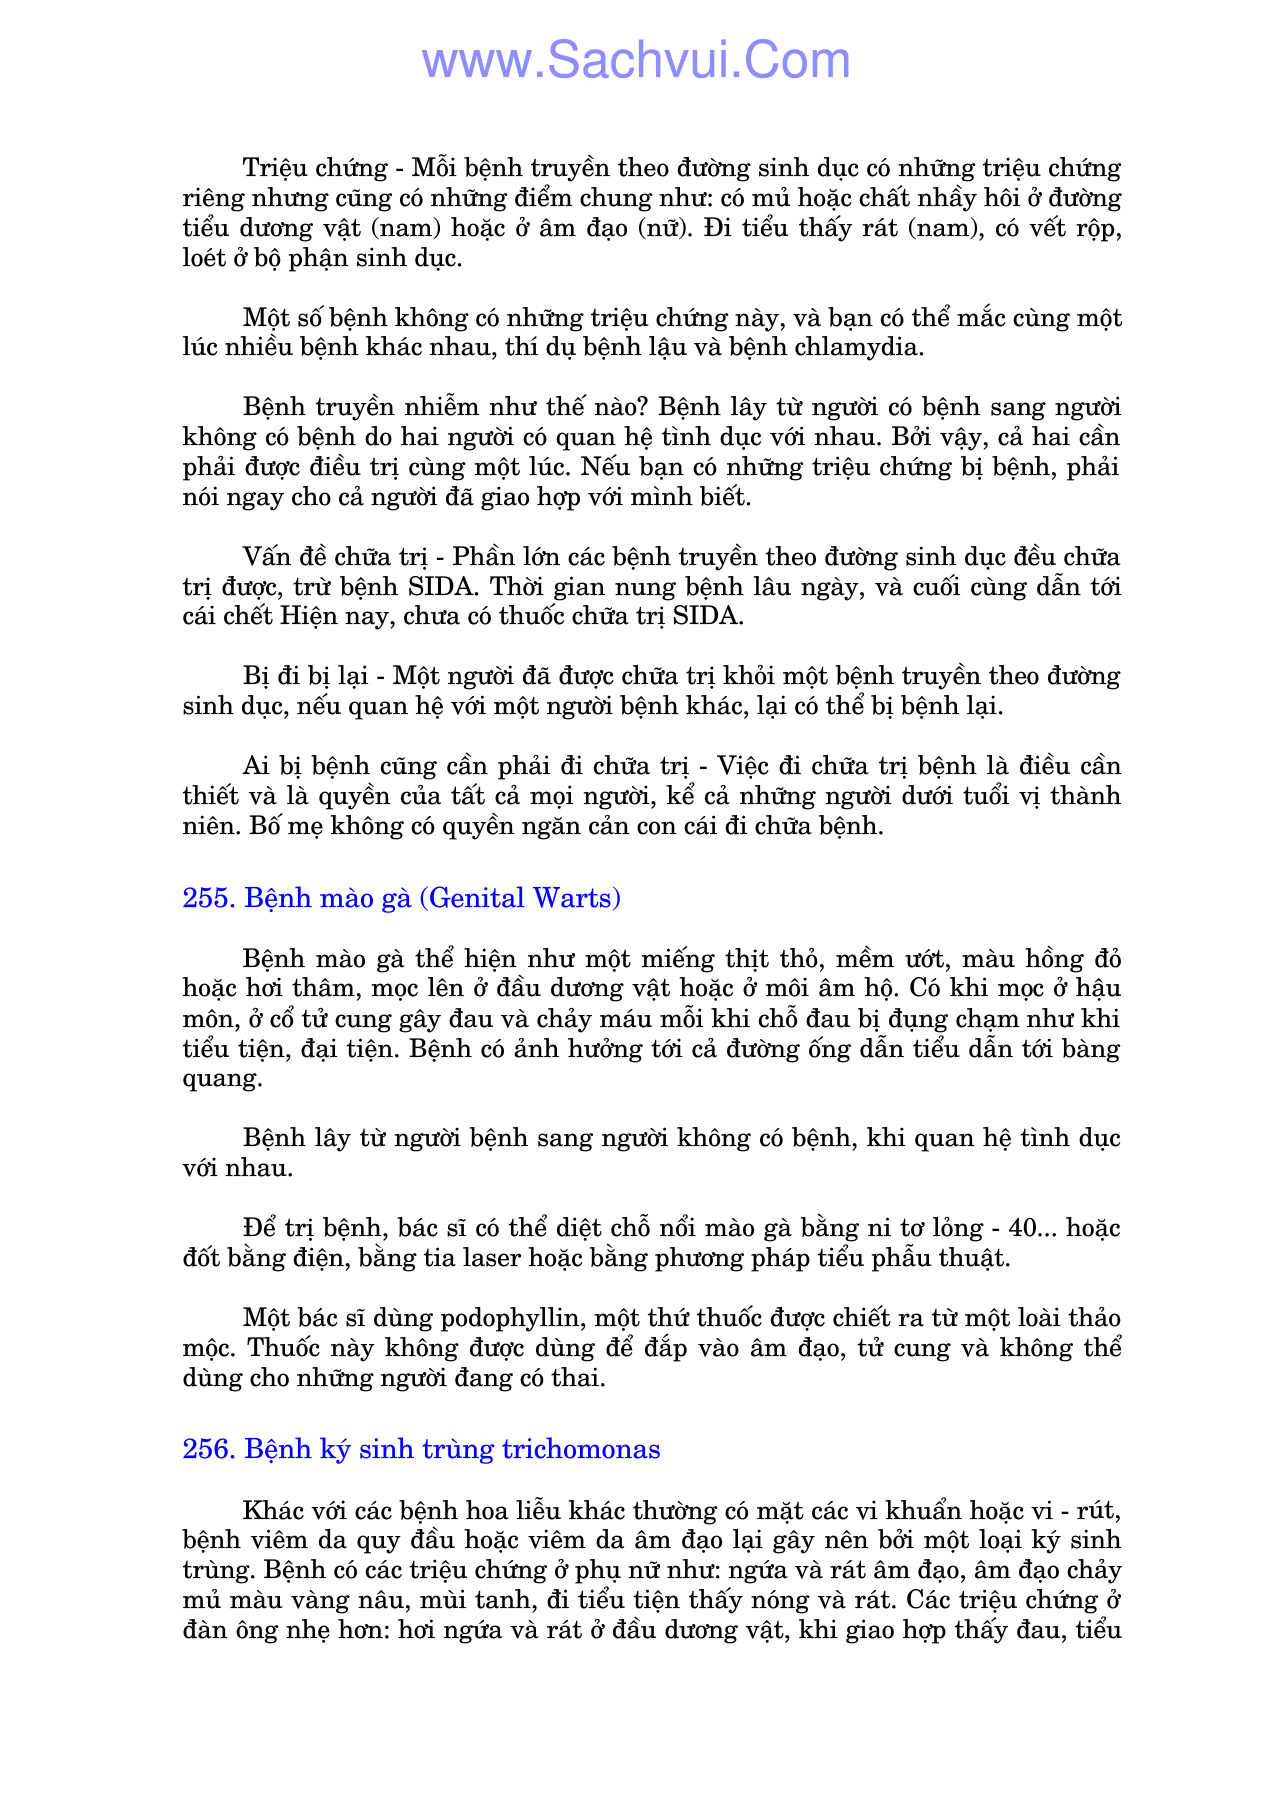 www.Sachvui.Com
Triệu chứng - Mỗi bệnh truyền theo đường sinh dục có những triệu chứng
riêng nhưng cũng có những điểm chung như: có mủ hoặc chất nhầy hôi ở đường
tiểu dương vật (nam) hoặc ở âm đạo (nữ). Đi tiểu thấy rát (nam), có vết rộp,
loét ở bộ phận sinh dục.
Một số bệnh không có những triệu chứng này, và bạn có thể mắc cùng một
lúc nhiều bệnh khác nhau, thí dụ bệnh lậu và bệnh chlamydia.
Bệnh truyền nhiễm như thế nào? Bệnh lây từ người có bệnh sang người
không có bệnh do hai người có quan hệ tình dục với nhau. Bởi vậy, cả hai cần
phải được điều trị cùng một lúc. Nếu bạn có những triệu chứng bị bệnh, phải
nói ngay cho cả người đã giao hợp với mình biết.
Vấn đề chữa trị - Phần lớn các bệnh truyền theo đường sinh dục đều chữa
trị được, trừ bệnh SIDA. Thời gian nung bệnh lâu ngày, và cuối cùng dẫn tới
cái chết Hiện nay, chưa có thuốc chữa trị SIDA.
Bị đi bị lại - Một người đã được chữa trị khỏi một bệnh truyền theo đường
sinh dục, nếu quan hệ với một người bệnh khác, lại có thể bị bệnh lại.
Ai bị bệnh cũng cần phải đi chữa trị - Việc đi chữa trị bệnh là điều cần
thiết và là quyền của tất cả mọi người, kể cả những người dưới tuổi vị thành
niên. Bố mẹ không có quyền ngăn cản con cái đi chữa bệnh.
255. Bệnh mào gà (Genital Warts)
Bệnh mào gà thể hiện như một miếng thịt thỏ, mềm ướt, màu hồng đỏ
hoặc hơi thâm, mọc lên ở đầu dương vật hoặc ở môi âm hộ. Có khi mọc ở hậu
môn, ở cổ tử cung gây đau và chảy máu mỗi khi chỗ đau bị đụng chạm như khi
tiểu tiện, đại tiện. Bệnh có ảnh hưởng tới cả đường ống dẫn tiểu dẫn tới bàng
quang.
Bệnh lây từ người bệnh sang người không có bệnh, khi quan hệ tình dục
với nhau.
Để trị bệnh, bác sĩ có thể diệt chỗ nổi mào gà bằng ni tơ lỏng - 40... hoặc
đốt bằng điện, bằng tia laser hoặc bằng phương pháp tiểu phẫu thuật.
Một bác sĩ dùng podophyllin, một thứ thuốc được chiết ra từ một loài thảo
mộc. Thuốc này không được dùng để đắp vào âm đạo, tử cung và không thể
dùng cho những người đang có thai.
256. Bệnh ký sinh trùng trichomonas
Khác với các bệnh hoa liễu khác thường có mặt các vi khuẩn hoặc vi - rút,
bệnh viêm da quy đầu hoặc viêm da âm đạo lại gây nên bởi một loại ký sinh
trùng. Bệnh có các triệu chứng ở phụ nữ như: ngứa và rát âm đạo, âm đạo chảy
mủ màu vàng nâu, mùi tanh, đi tiểu tiện thấy nóng và rát. Các triệu chứng ở
đàn ông nhẹ hơn: hơi ngứa và rát ở đầu dương vật, khi giao hợp thấy đau, tiểu